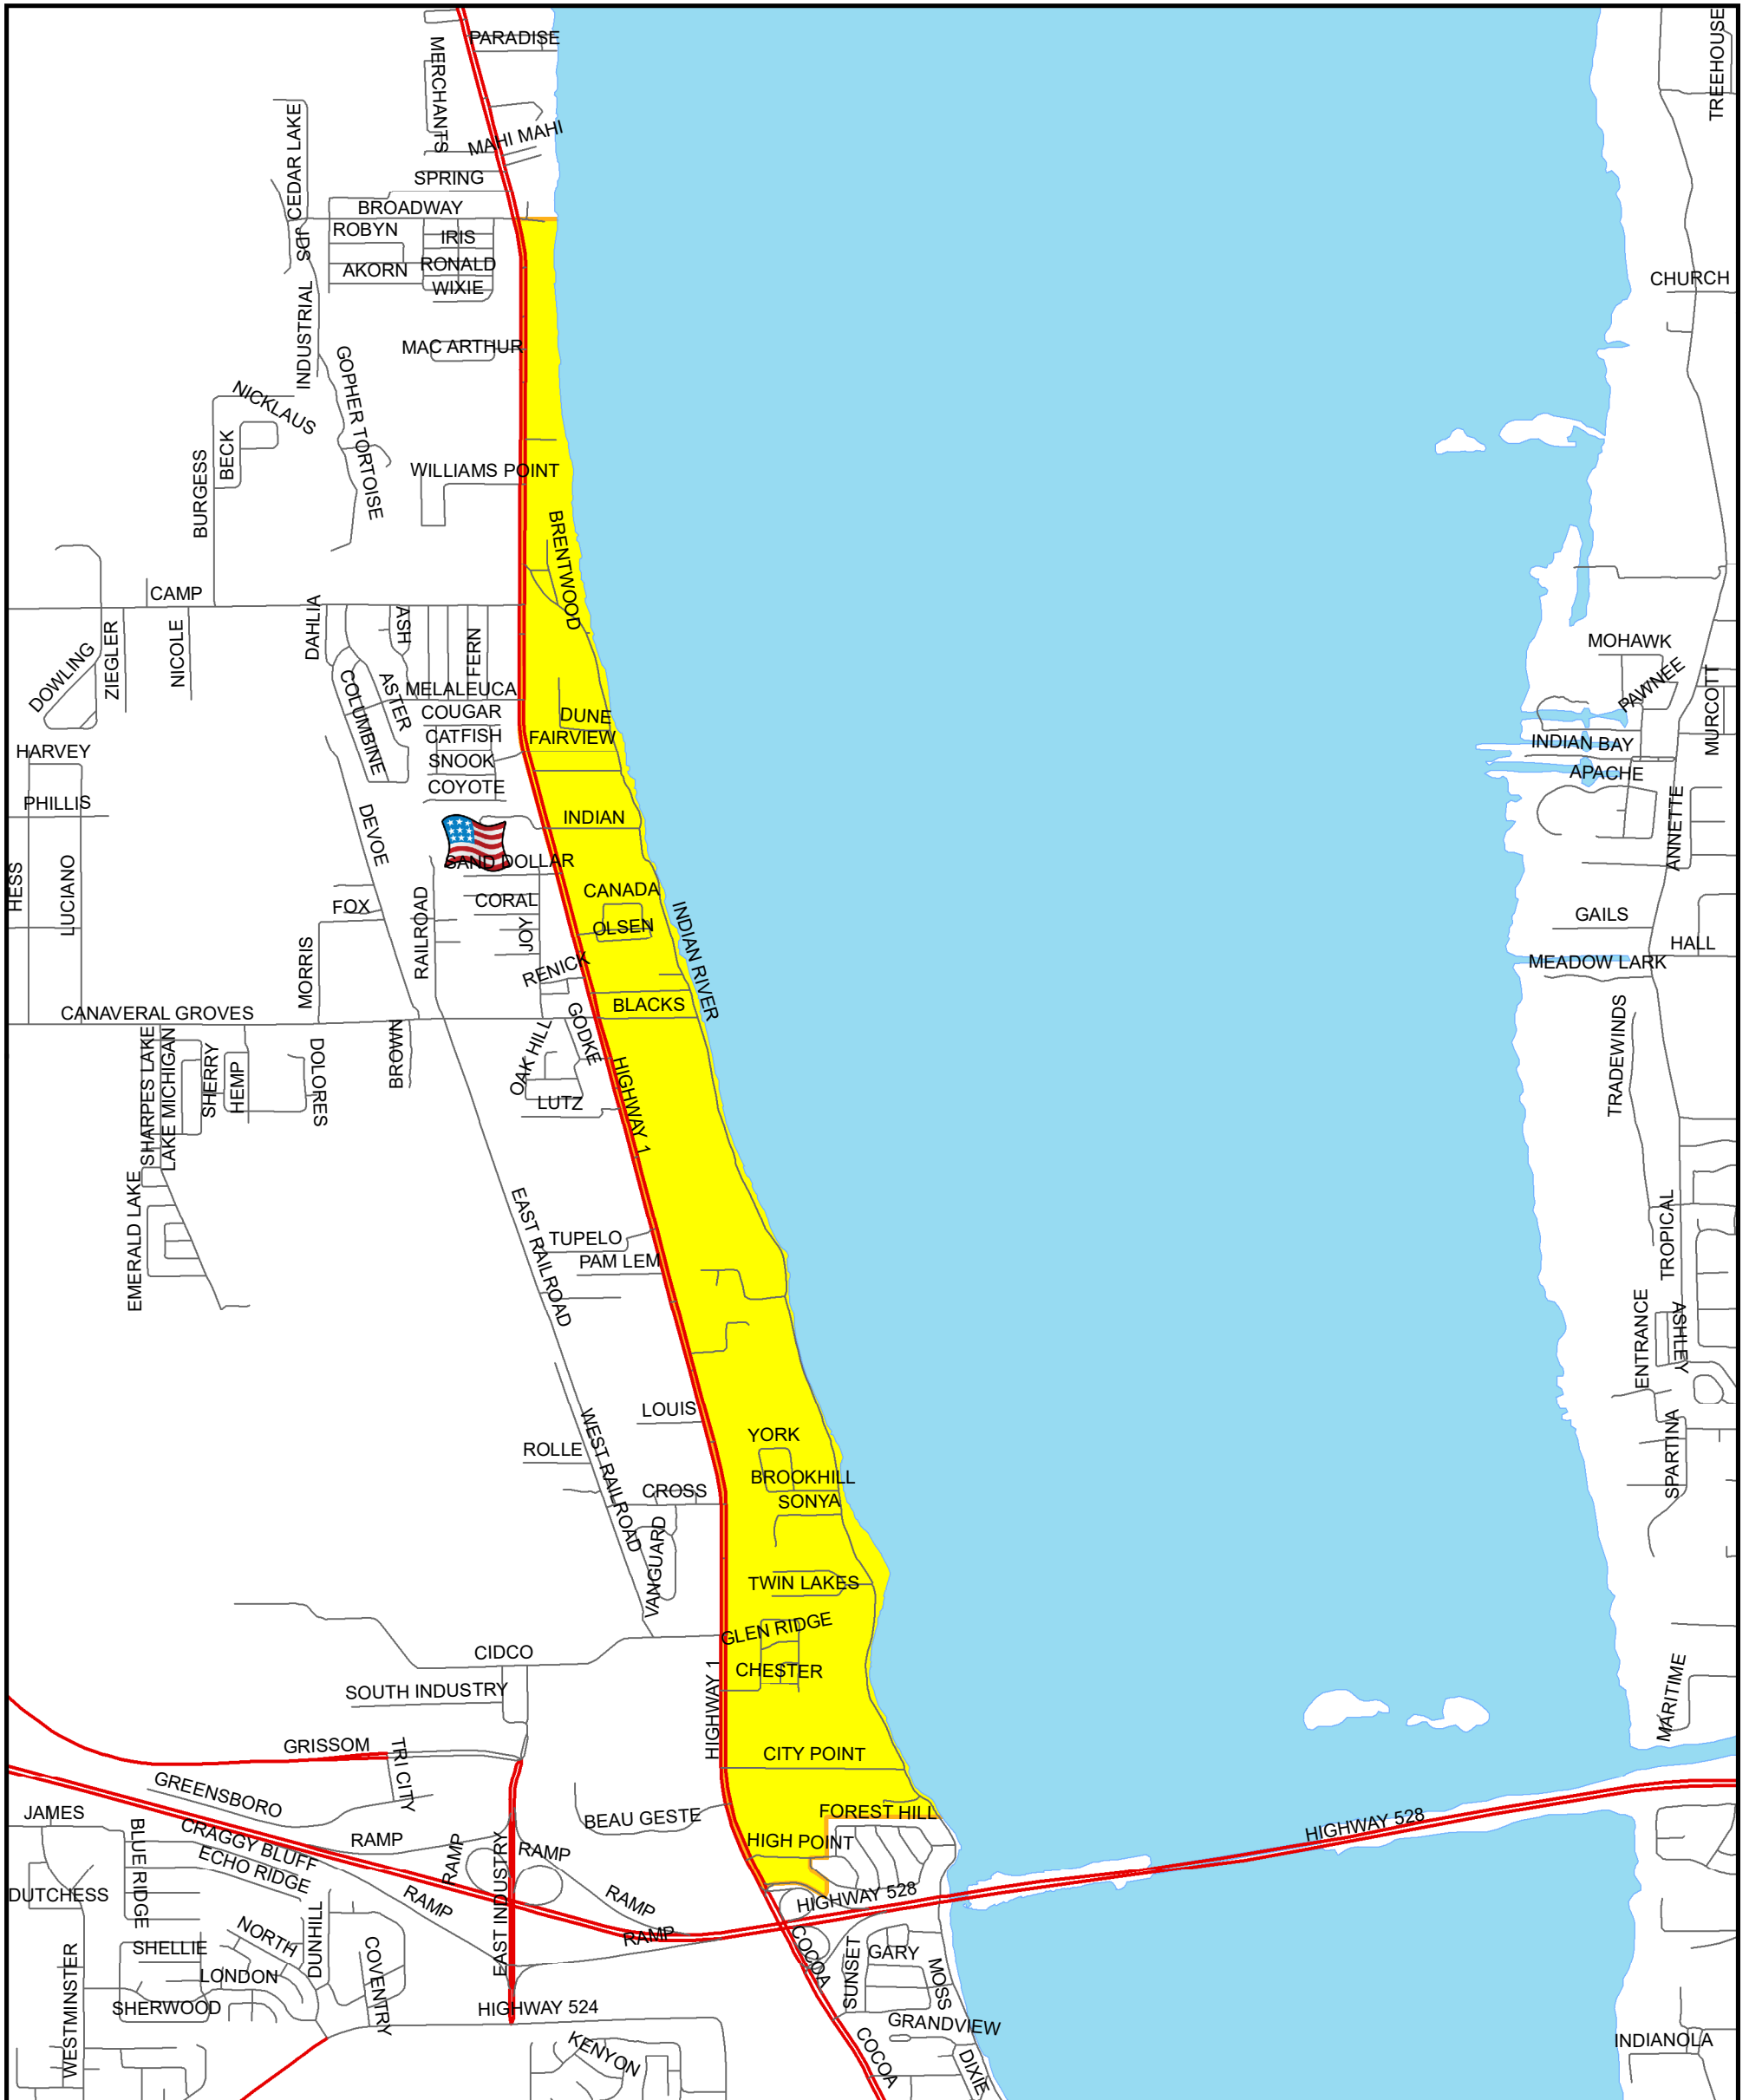 PARADISE
MERCHANTS
TREEHOUSE
MAHI MAHI
CEDAR LAKE
SPRING
BROADWAY
ROBYN
IRIS
JDS
AKORN
RONALD
WIXIE
CHURCH
INDUSTRIAL
MAC ARTHUR
GOPHER TORTOISE
NICKLAUS
BECK
BURGESS
WILLIAMS POINT
BRENTWOOD
CAMP
DAHLIA
ASH
FERN
DOWLING
ZIEGLER
NICOLE
MOHAWK
PAWNEE
MURCOTT
COLUMBINE
ASTER
MELALEUCA
COUGAR
DUNE
CATFISH
FAIRVIEW
HARVEY
SNOOK
INDIAN BAY
APACHE
COYOTE
PHILLIS
DEVOE
INDIAN
ANNETTE
SAND DOLLAR
HESS
LUCIANO
CANADA
CORAL
FOX
RAILROAD
JOY
OLSEN
INDIAN RIVER
GAILS
HALL
MORRIS
RENICK
MEADOW LARK
CANAVERAL GROVES
BLACKS
TRADEWINDS
SHARPES LAKE
LAKE MICHIGAN
SHERRY
HEMP
DOLORES
BROWN
OAK HILL
GODKE
HIGHWAY 1
LUTZ
EMERALD LAKE
EAST RAILROAD
TUPELO
PAM LEM
TROPICAL
ENTRANCE
ASHLEY
LOUIS
WEST RAILROAD
YORK
ROLLE
BROOKHILL
CROSS
SONYA
SPARTINA
VANGUARD
TWIN LAKES
GLEN RIDGE
CIDCO
CHESTER
SOUTH INDUSTRY
HIGHWAY 1
MARITIME
GRISSOM
TRI CITY
CITY POINT
GREENSBORO
JAMES
BEAU GESTE
FOREST HILL
HIGHWAY 528
BLUE RIDGE
CRAGGY BLUFF
RAMP
RAMP
RAMP
HIGH POINT
ECHO RIDGE
DUTCHESS
RAMP
RAMP
HIGHWAY 528
EAST INDUSTRY
RAMP
NORTH
DUNHILL
SHELLIE
COVENTRY
COCOA
SUNSET
GARY
MOSS
LONDON
WESTMINSTER
SHERWOOD
HIGHWAY 524
GRANDVIEW
KENYON
COCOA
DIXIE
INDIANOLA